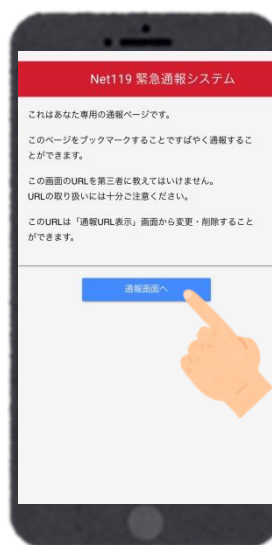 Net119 緊急通報システム
これはあなた専用の通報ページです。
このページをブックマークすることですばやく通報するこ
とができます。
この画面のURLを第三者に教えてはいけません。
URLの取り扱いには十分ご注意ください。
このURLは「通報URL表示」画面から変更・削除すること
ができます。
通報画面へ